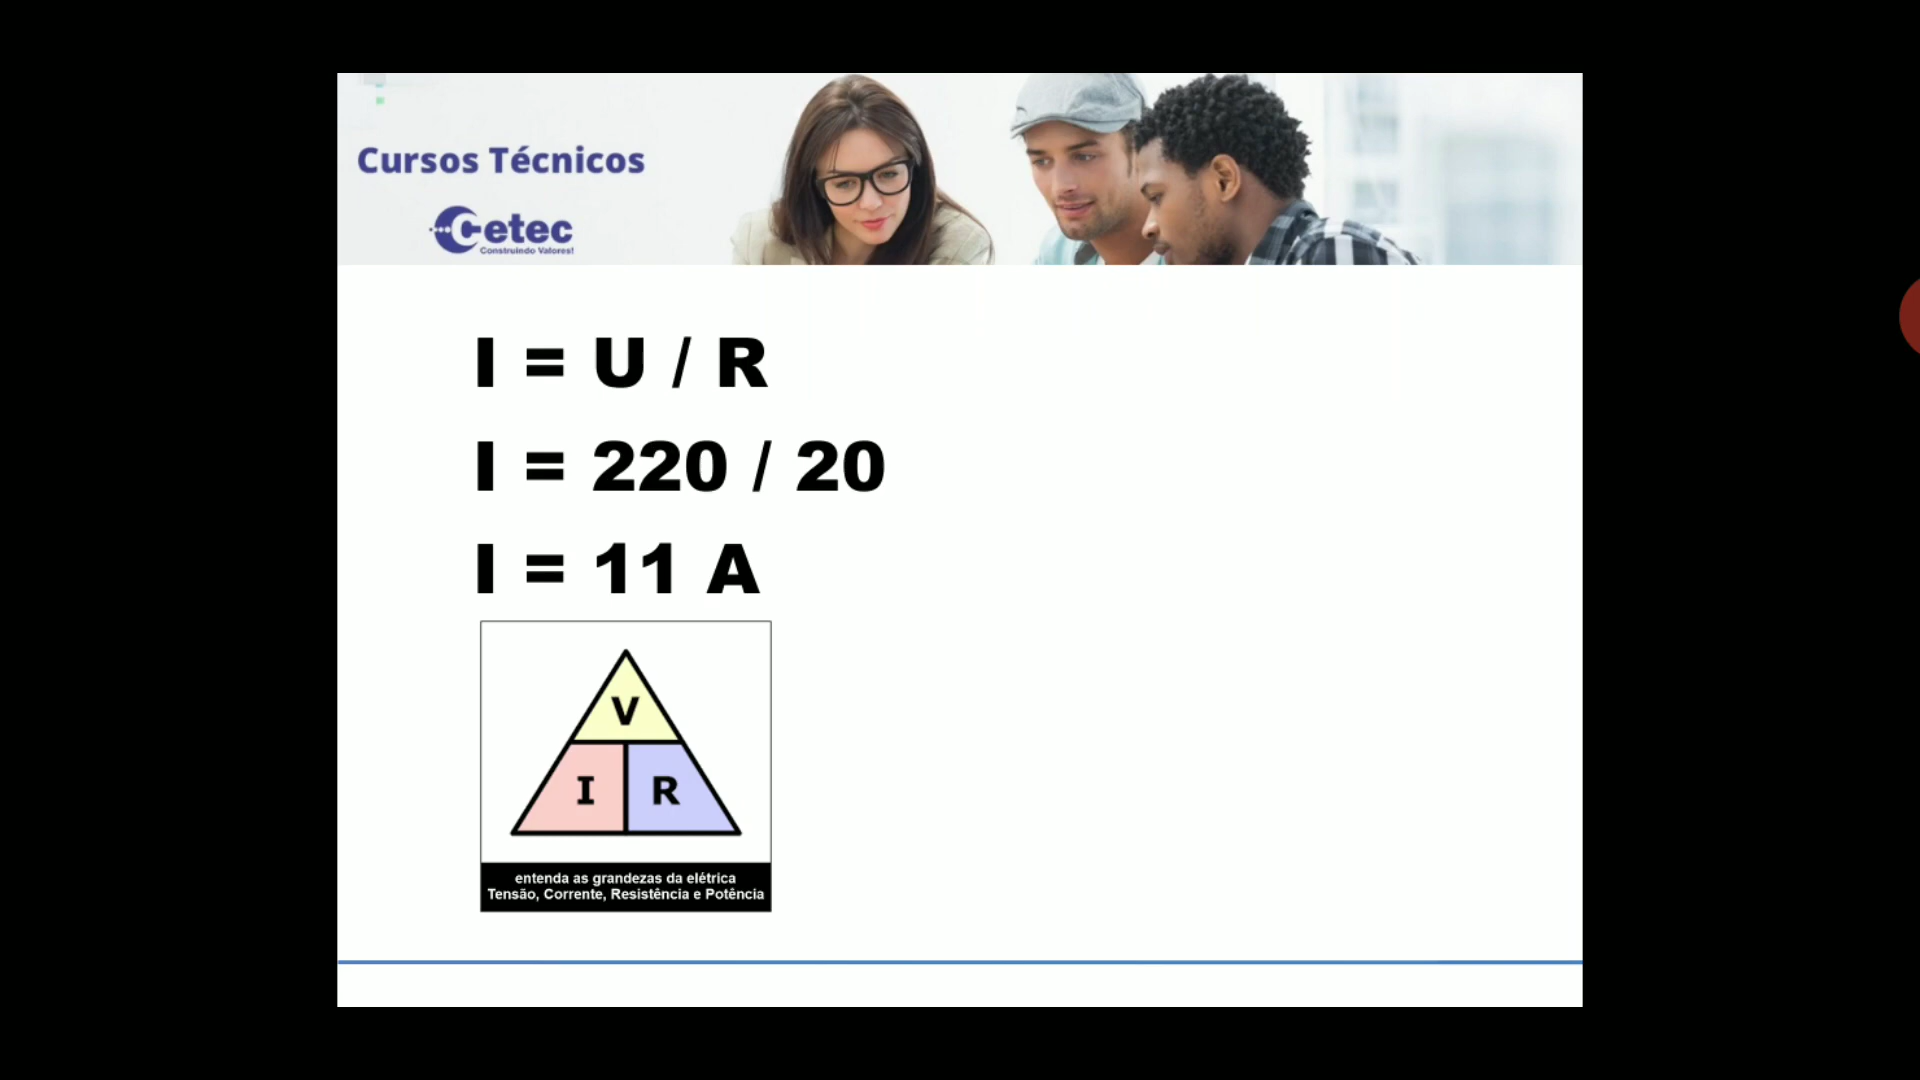 Cursos Técnicos
Cetec
Construindo Valores!
I = U / R
I = 220 / 20
I = 11 A
V
I R
entenda as grandezas da elétrica
Tensão, Corrente, Resistência e Potência